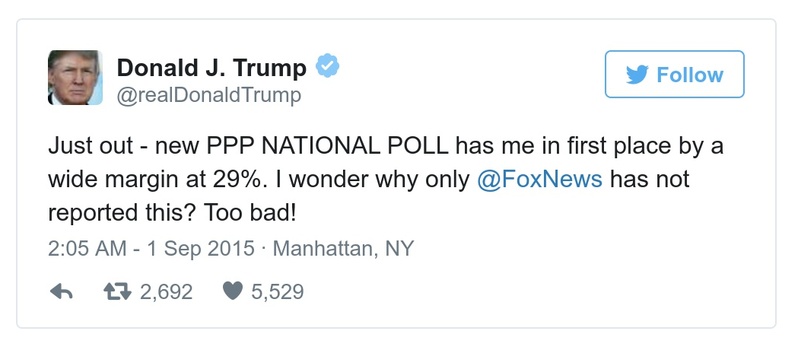 Donald J. Trump
@realDonaldTrump
Follow
Just out - new PPP NATIONAL POLL has me in first place by a
wide margin at 29%. I wonder why only @FoxNews has not
reported this? Too bad!
2:05 AM - 1 Sep 2015 · Manhattan, NY
2,692 5,529